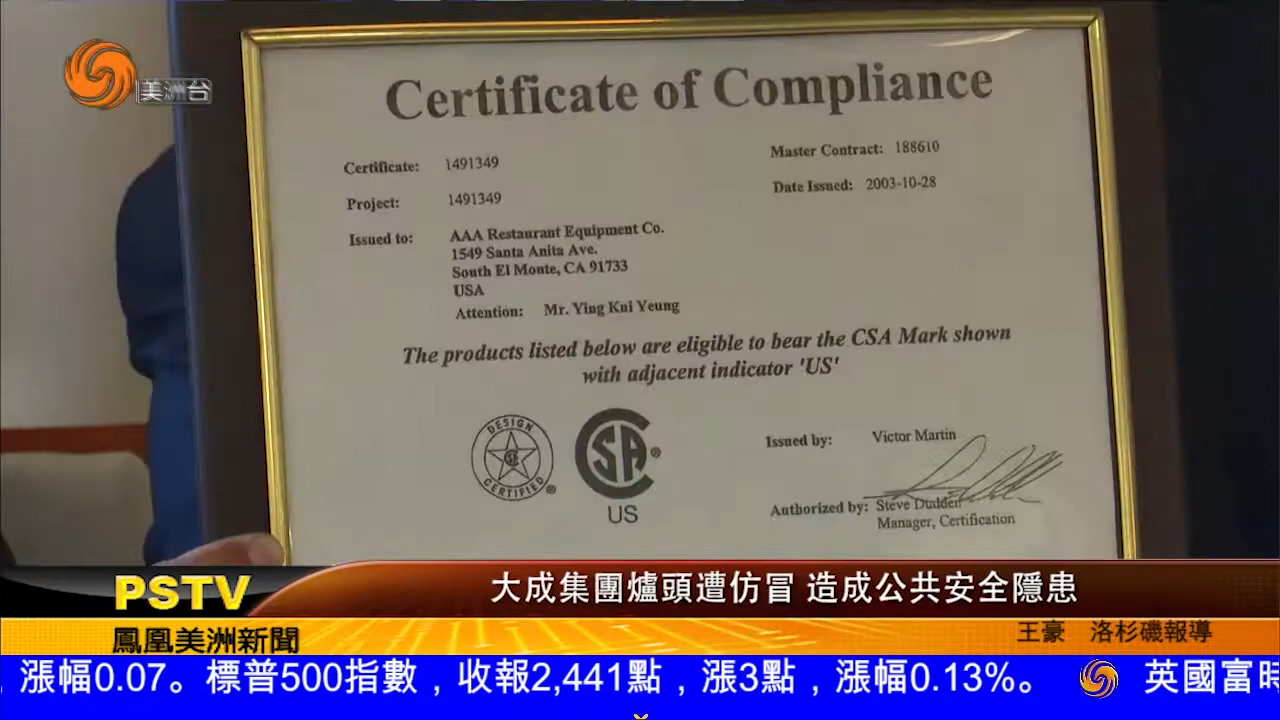 美洲台
Certificate of Compliance
Certificate: 1491349
Master Contract: 188610
Project: 1491349
Date Issued: 2003-10-28
Issued to: AAA Restaurant Equipment Co.
1549 Santa Anita Ave.
South El Monte, CA 91733
USA
Attention: Mr. Ying Kui Yeung
The products listed below are eligible to bear the CSA Mark shown
with adjacent indicator 'US'
DESIGN
SA
CERTIFIED
®
CSA
®
US
Issued by: Victor Martin
Authorized by: Steve Dudden
Manager, Certification
PSTV
大成集團爐頭遭仿冒 造成公共安全隱患
鳳凰美洲新聞
王豪 洛杉磯報導
，漲幅0.07。標普500指數，收報2,441點，漲3點，漲幅0.13%。 英國富時